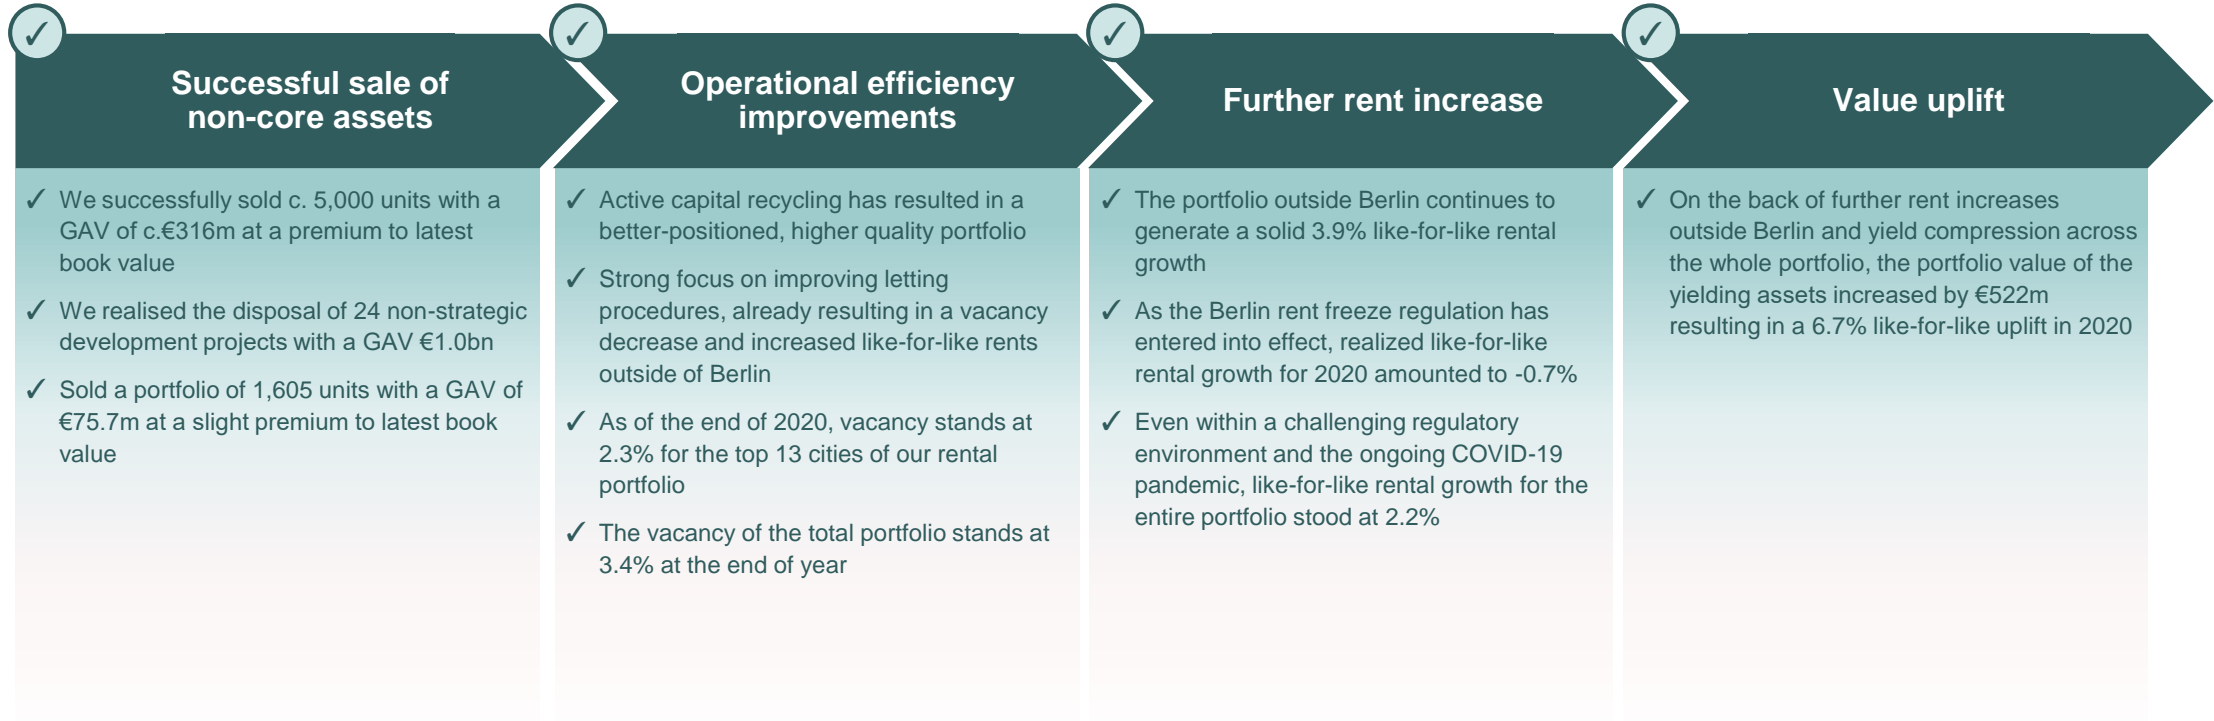 ✓
Successful sale of
non-core assets
✓ We successfully sold c. 5,000 units with a
GAV of c.€316m at a premium to latest
book value
✓ We realised the disposal of 24 non-strategic
development projects with a GAV €1.0bn
✓ Sold a portfolio of 1,605 units with a GAV of
€75.7m at a slight premium to latest book
value
✓
Operational efficiency
improvements
✓ Active capital recycling has resulted in a
better-positioned, higher quality portfolio
✓ Strong focus on improving letting
procedures, already resulting in a vacancy
decrease and increased like-for-like rents
outside of Berlin
✓ As of the end of 2020, vacancy stands at
2.3% for the top 13 cities of our rental
portfolio
✓ The vacancy of the total portfolio stands at
3.4% at the end of year
✓
Further rent increase
✓ The portfolio outside Berlin continues to
generate a solid 3.9% like-for-like rental
growth
✓ As the Berlin rent freeze regulation has
entered into effect, realized like-for-like
rental growth for 2020 amounted to -0.7%
✓ Even within a challenging regulatory
environment and the ongoing COVID-19
pandemic, like-for-like rental growth for the
entire portfolio stood at 2.2%
✓
Value uplift
✓ On the back of further rent increases
outside Berlin and yield compression across
the whole portfolio, the portfolio value of the
yielding assets increased by €522m
resulting in a 6.7% like-for-like uplift in 2020